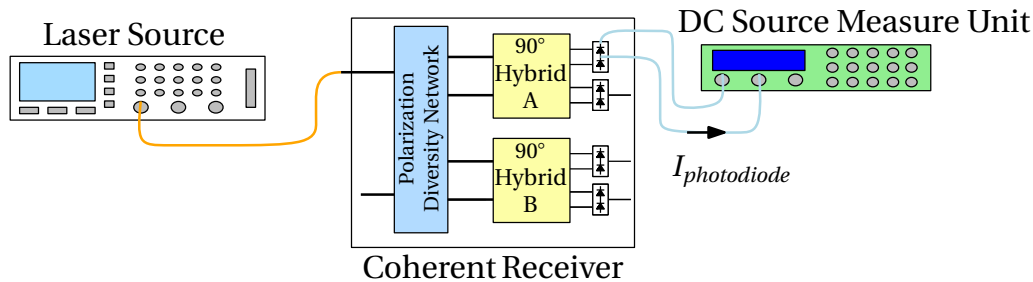 Laser Source
DC Source Measure Unit
Polarization
Diversity Network
90°
Hybrid
A
90°
Hybrid
B
I_photodiode
Coherent Receiver